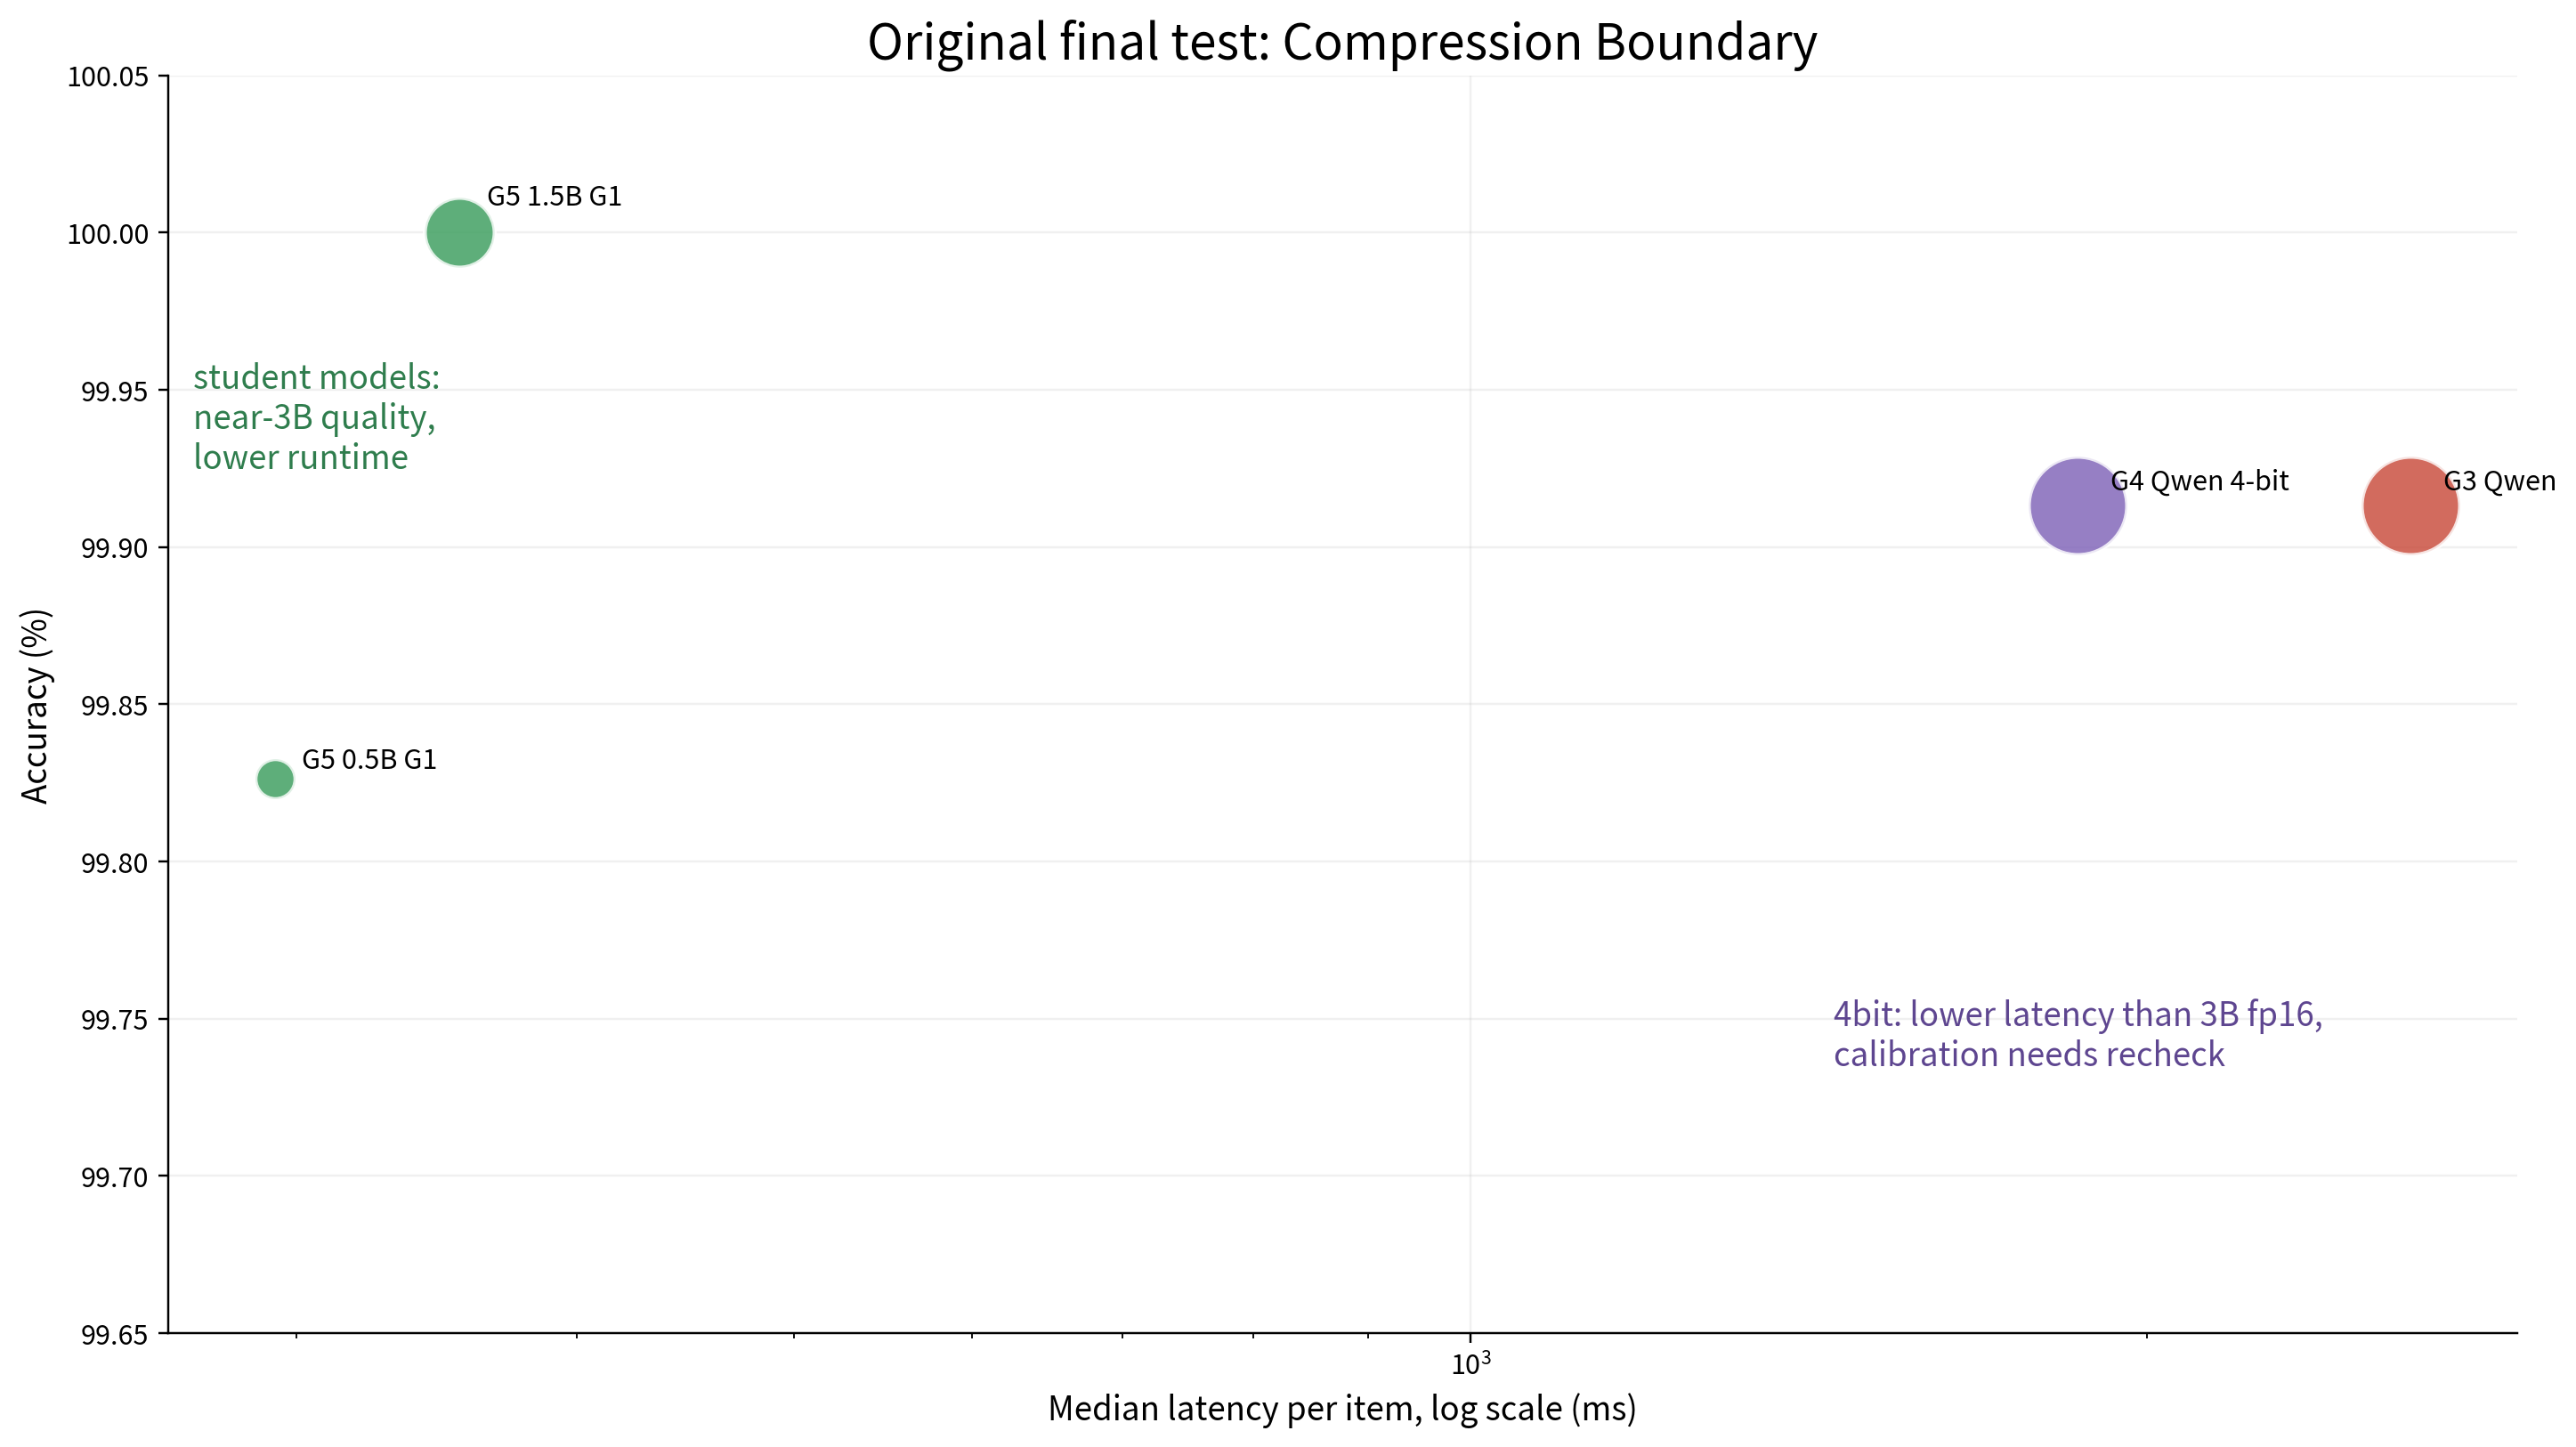 Original final test: Compression Boundary
100.05
100.00
99.95
99.90
99.85
99.80
99.75
99.70
99.65
Accuracy (%)
G5 1.5B G1
student models:
near-3B quality,
lower runtime
G4 Qwen 4-bit
G3 Qwen
G5 0.5B G1
4bit: lower latency than 3B fp16,
calibration needs recheck
10³
Median latency per item, log scale (ms)